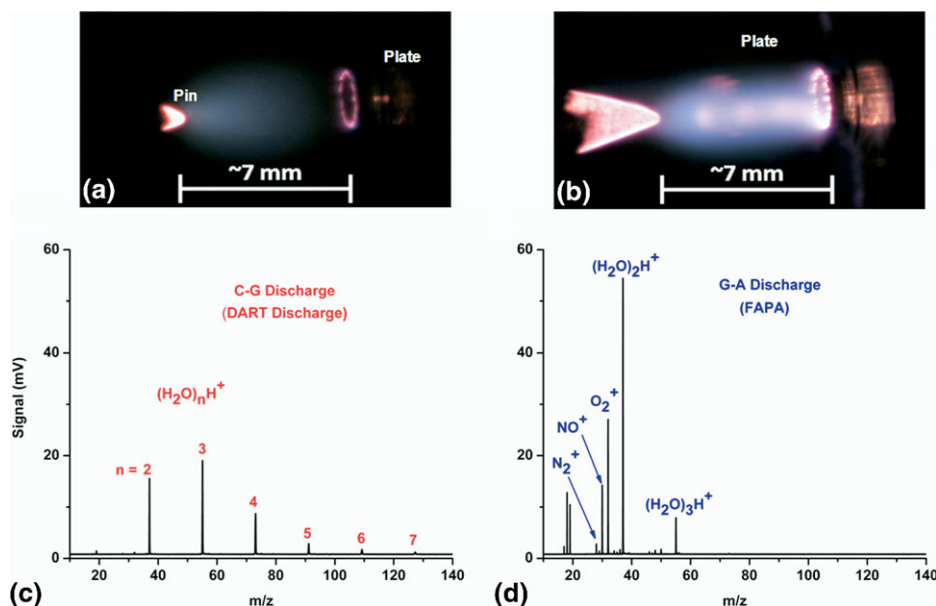 Pin
Plate
~7 mm
(a)
Plate
~7 mm
(b)
60
40
20
0
Signal (mV)
C-G Discharge
(DART Discharge)
(H2O)nH+
n = 2
3
4
5
6
7
20 40 60 80 100 120 140
m/z
(c)
60
40
20
0
(H2O)2H+
G-A Discharge
(FAPA)
O2+
NO+
N2+
(H2O)3H+
20 40 60 80 100 120 140
m/z
(d)